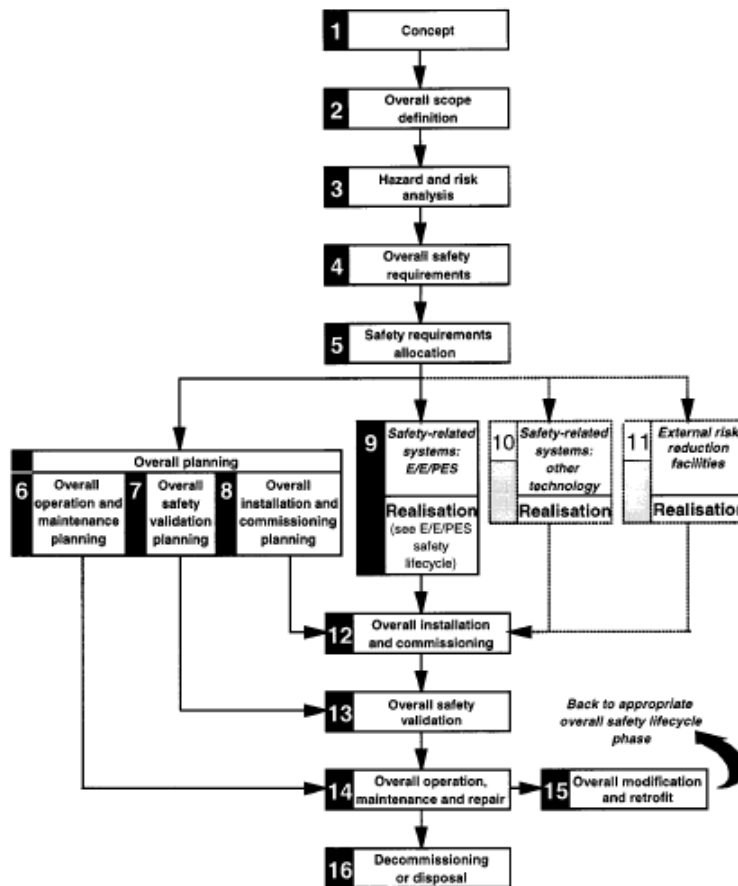 1
Concept
2
Overall scope
definition
3
Hazard and risk
analysis
4
Overall safety
requirements
5
Safety requirements
allocation
Overall planning
6
Overall
operation and
maintenance
planning
7
Overall
safety
validation
planning
8
Overall
installation and
commissioning
planning
9
Safety-related
systems:
E/E/PES
Realisation
(see E/E/PES
safety
lifecycle)
10
Safety-related
systems:
other
technology
Realisation
11
External risk
reduction
facilities
Realisation
12
Overall installation
and commissioning
13
Overall safety
validation
Back to appropriate
overall safety lifecycle
phase
14
Overall operation,
maintenance and repair
15
Overall modification
and retrofit
16
Decommissioning
or disposal